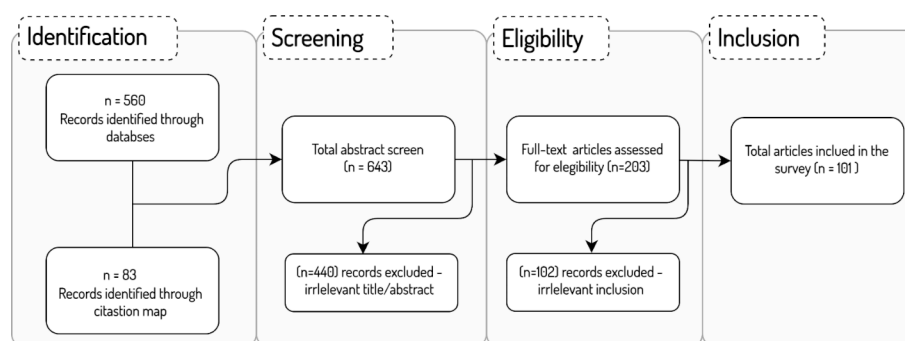 Identification
Screening
Eligibility
Inclusion
n = 560
Records identified through
databses
n = 83
Records identified through
citastion map
Total abstract screen
(n = 643)
(n=440) records excluded -
irrlelevant title/abstract
Full-text articles assessed
for elegibility (n=203)
(n=102) records excluded -
irrlelevant inclusion
Total articles inclued in the
survey (n = 101 )